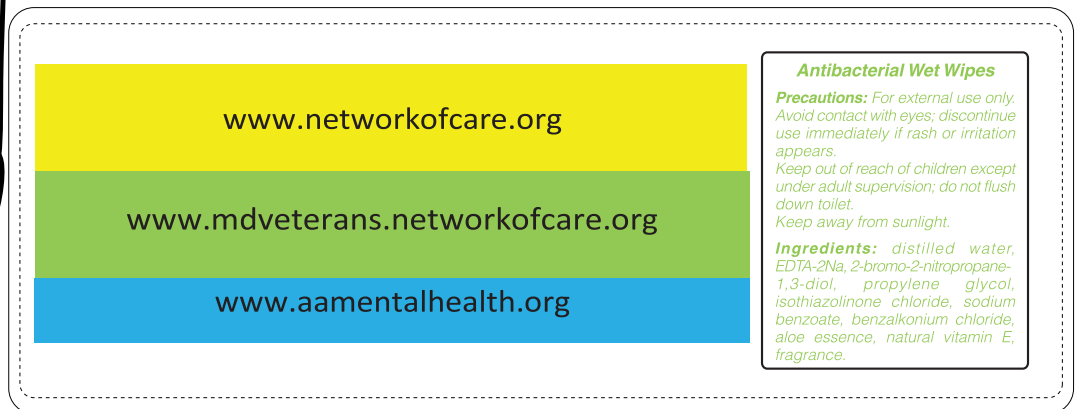 www.networkofcare.org
www.mdveterans.networkofcare.org
www.aamentalhealth.org
Antibacterial Wet Wipes
Precautions: For external use only.
Avoid contact with eyes; discontinue
use immediately if rash or irritation
appears.
Keep out of reach of children except
under adult supervision; do not flush
down toilet.
Keep away from sunlight.
Ingredients: distilled water,
EDTA-2Na, 2-bromo-2-nitropropane-
1,3-diol, propylene glycol,
isothiazolinone chloride, sodium
benzoate, benzalkonium chloride,
aloe essence, natural vitamin E,
fragrance.